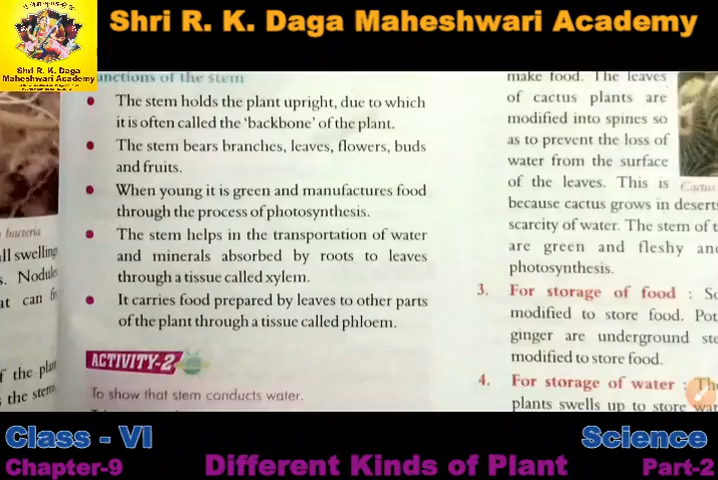 Shri R. K. Daga Maheshwari Academy
Shri R. K. Daga
Maheshwari Academy
unctions of the stem
The stem holds the plant upright, due to which
it is often called the 'backbone' of the plant.
The stem bears branches, leaves, flowers, buds
and fruits.
When young it is green and manufactures food
through the process of photosynthesis.
The stem helps in the transportation of water
and minerals absorbed by roots to leaves
through a tissue called xylem.
It carries food prepared by leaves to other parts
of the plant through a tissue called phloem.
ACTIVITY-2
To show that stem conducts water.
bacteria
all swelling
s. Nodule
at can fi
f the plan
s the stem
make food. The leaves
of cactus plants are
modified into spines so
as to prevent the loss of
water from the surface
of the leaves. This is
Cactus
because cactus grows in deserts
scarcity of water. The stem of t
are green and fleshy and
photosynthesis.
3. For storage of food : So
modified to store food. Pot
ginger are underground ste
modified to store food.
4. For storage of water : The
plants swells up to store wat
Class - VI
Science
Chapter-9
Different Kinds of Plant
Part-2